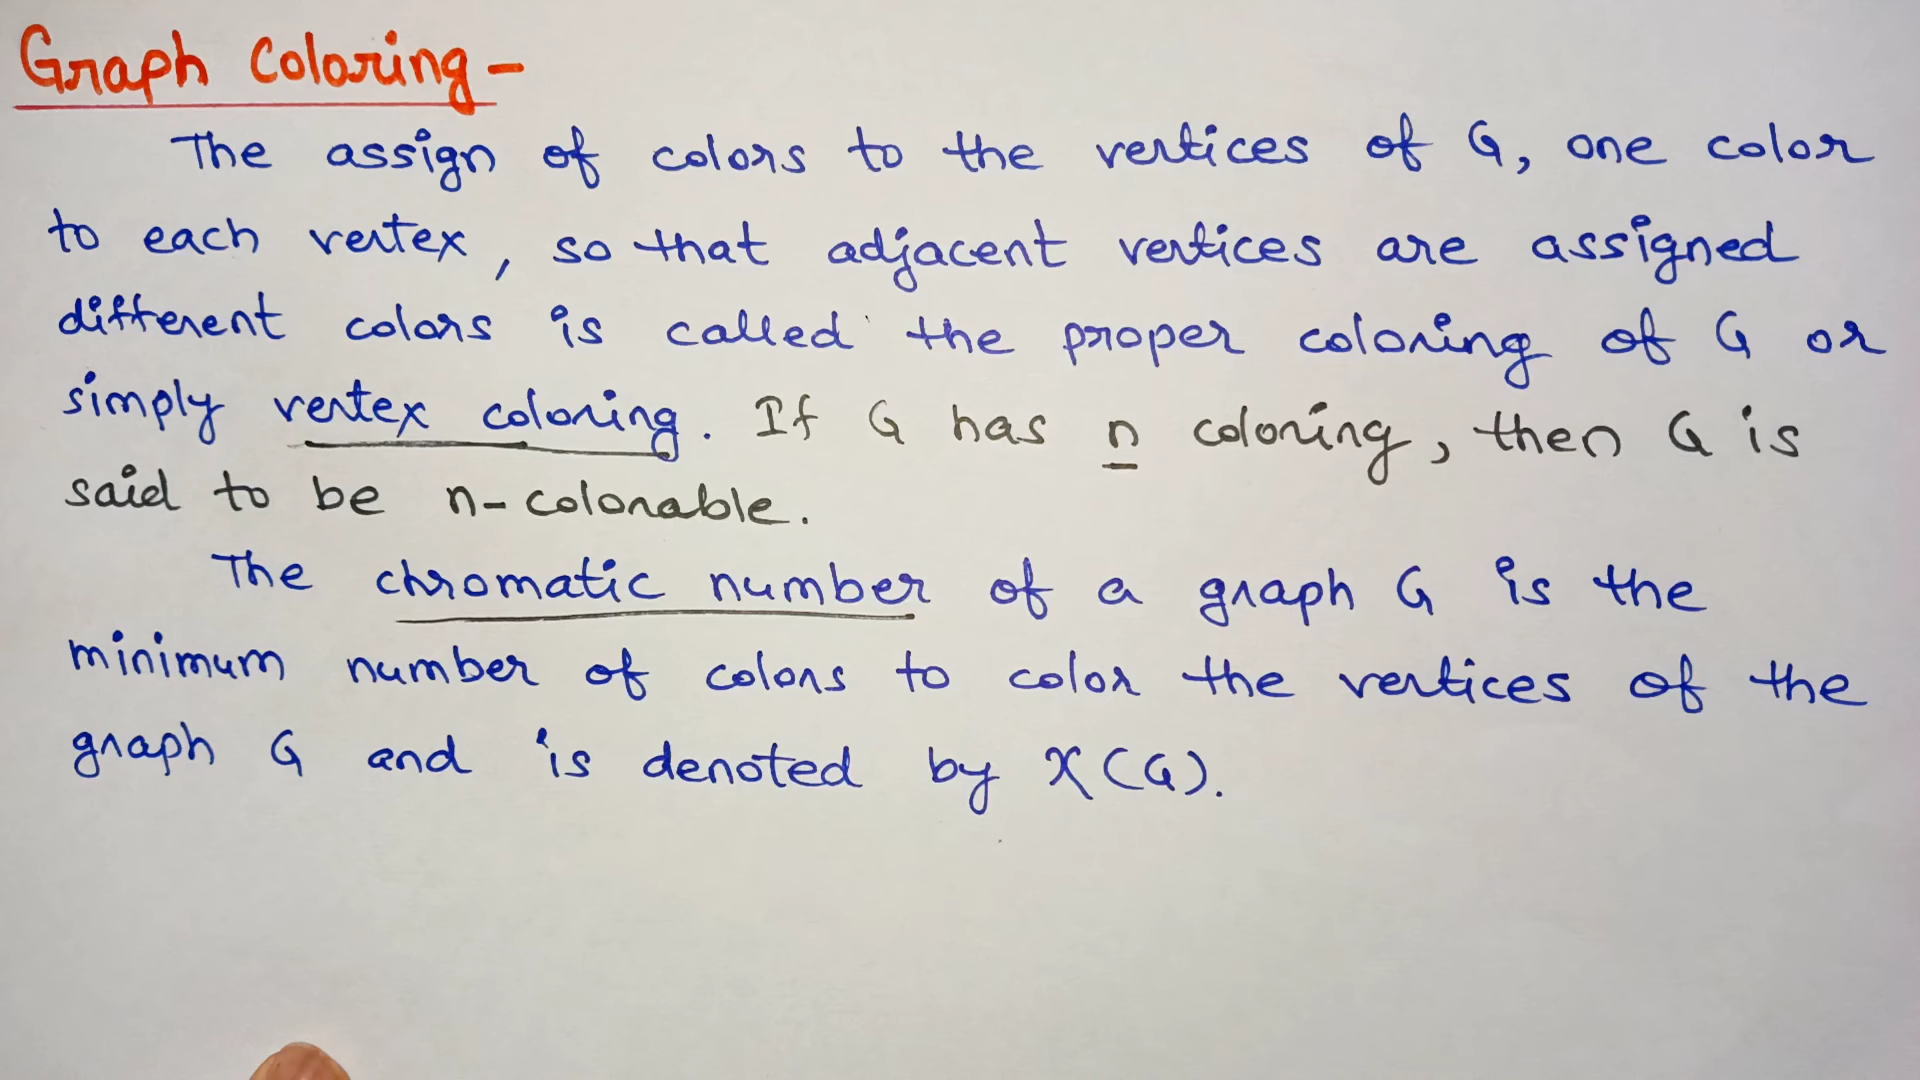 Graph Coloring -
The assign of colors to the vertices of G, one color
to each vertex, so that adjacent vertices are assigned
different colors is called the proper coloring of G or
simply vertex coloring. If G has n coloring, then G is
said to be n-colorable.
The chromatic number of a graph G is the
minimum number of colors to color the vertices of the
graph G and is denoted by χ(G).